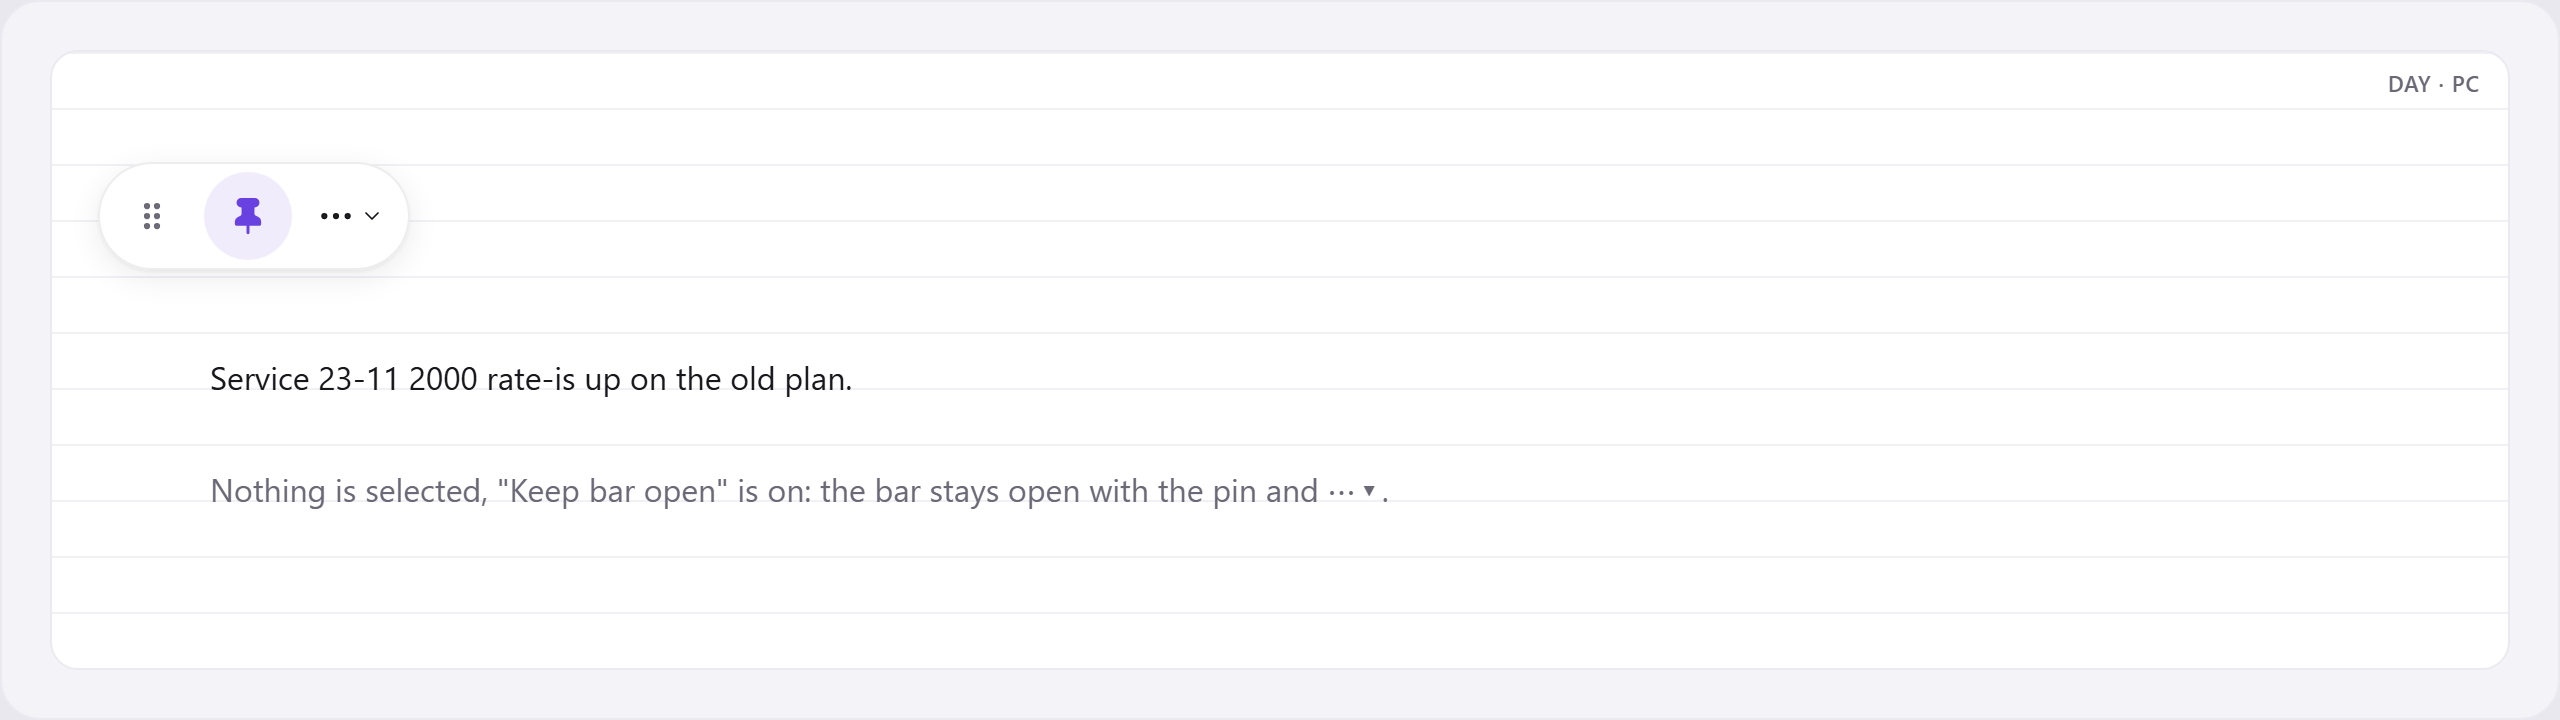 DAY · PC
Service 23-11 2000 rate-is up on the old plan.
Nothing is selected, "Keep bar open" is on: the bar stays open with the pin and ··· ▾ .